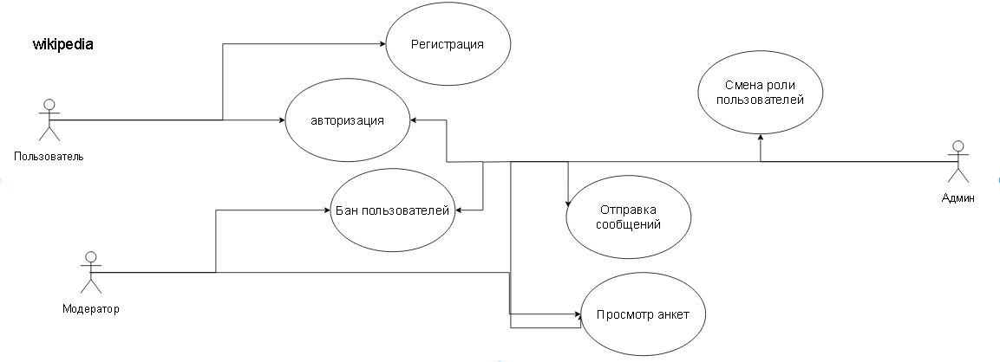 wikipedia
Регистрация
Смена роли
пользователей
авторизация
Пользователь
Бан пользователей
Отправка
сообщений
Админ
Модератор
Просмотр анкет